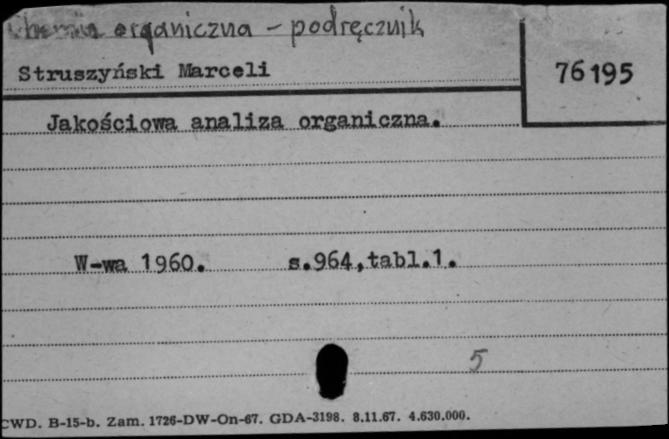 Chemia organiczna - podręcznik
Struszyński Marceli
76195
Jakościowa analiza organiczna.
W-wa 1960. s.964,tabl.1.
5
CWD. B-15-b. Zam. 1726-DW-On-67. GDA-3198. 8.11.67. 4.630.000.